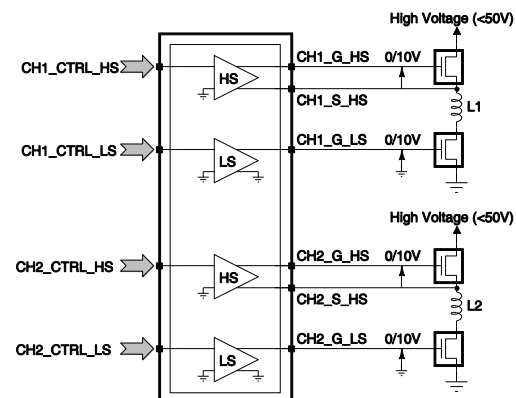 High Voltage (<50V)
CH1_CTRL_HS
HS
CH1_G_HS
0/10V
CH1_S_HS
L1
CH1_CTRL_LS
LS
CH1_G_LS
0/10V
High Voltage (<50V)
CH2_CTRL_HS
HS
CH2_G_HS
0/10V
CH2_S_HS
L2
CH2_CTRL_LS
LS
CH2_G_LS
0/10V